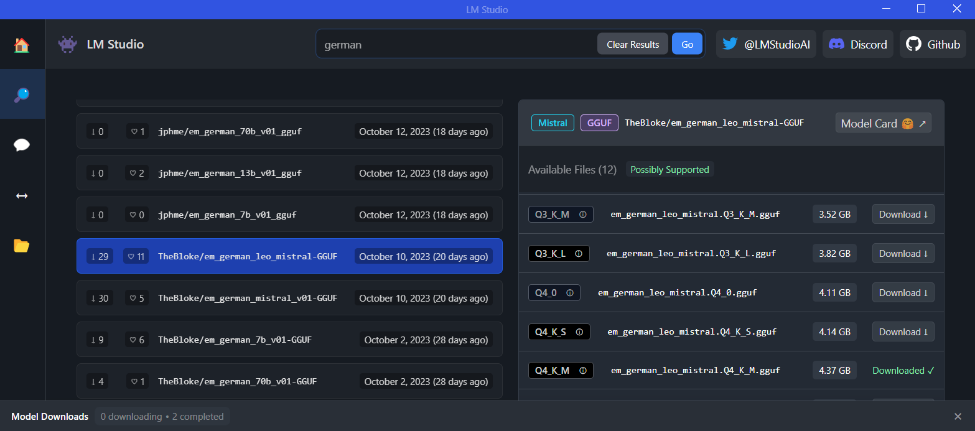 LM Studio
LM Studio
german
Clear Results
Go
@LMStudioAI
Discord
Github
↓ 0 ♡ 1 jphme/em_german_70b_v01_gguf October 12, 2023 (18 days ago)
↓ 0 ♡ 2 jphme/em_german_13b_v01_gguf October 12, 2023 (18 days ago)
↓ 0 ♡ 0 jphme/em_german_7b_v01_gguf October 12, 2023 (18 days ago)
↓ 29 ♡ 11 TheBloke/em_german_leo_mistral-GGUF October 10, 2023 (20 days ago)
↓ 30 ♡ 5 TheBloke/em_german_mistral_v01-GGUF October 10, 2023 (20 days ago)
↓ 9 ♡ 6 TheBloke/em_german_7b_v01-GGUF October 2, 2023 (28 days ago)
↓ 4 ♡ 1 TheBloke/em_german_70b_v01-GGUF October 2, 2023 (28 days ago)
Mistral GGUF TheBloke/em_german_leo_mistral-GGUF Model Card 🤗 ↗
Available Files (12) Possibly Supported
Q3_K_M ⓘ em_german_leo_mistral.Q3_K_M.gguf 3.52 GB Download ↓
Q3_K_L ⓘ em_german_leo_mistral.Q3_K_L.gguf 3.82 GB Download ↓
Q4_0 ⓘ em_german_leo_mistral.Q4_0.gguf 4.11 GB Download ↓
Q4_K_S ⓘ em_german_leo_mistral.Q4_K_S.gguf 4.14 GB Download ↓
Q4_K_M ⓘ em_german_leo_mistral.Q4_K_M.gguf 4.37 GB Downloaded ✓
Model Downloads 0 downloading • 2 completed